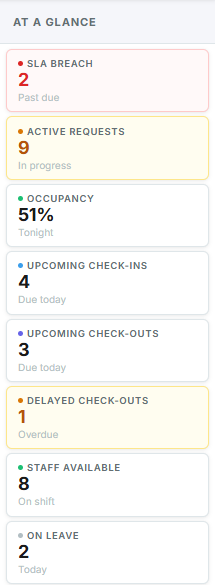 AT A GLANCE
SLA BREACH
2
Past due
ACTIVE REQUESTS
9
In progress
OCCUPANCY
51%
Tonight
UPCOMING CHECK-INS
4
Due today
UPCOMING CHECK-OUTS
3
Due today
DELAYED CHECK-OUTS
1
Overdue
STAFF AVAILABLE
8
On shift
ON LEAVE
2
Today